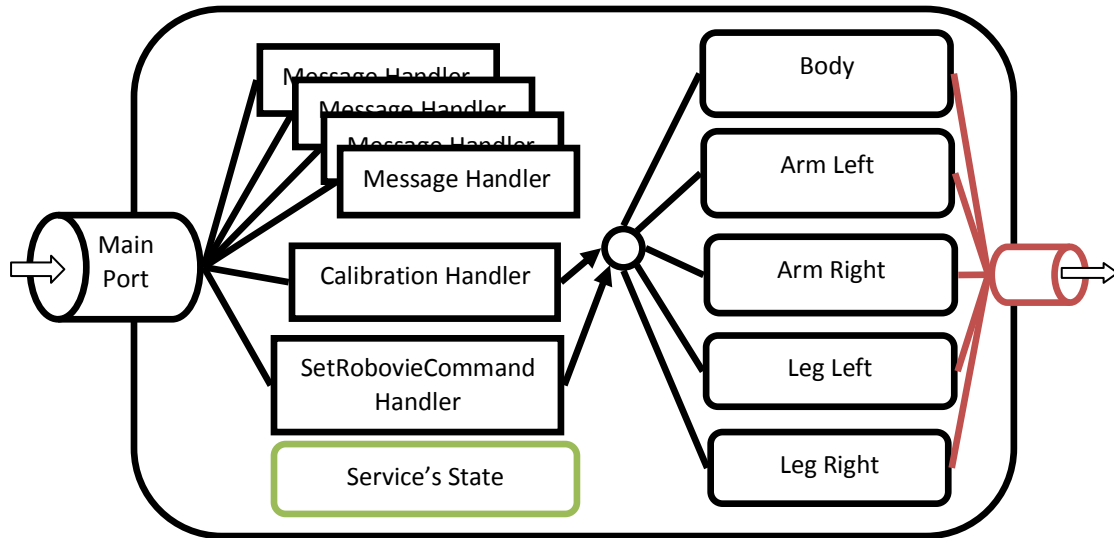 Message Handler
Message Handler
Message Handler
Message Handler
Main
Port
Calibration Handler
SetRobovieCommand
Handler
Service's State
Body
Arm Left
Arm Right
Leg Left
Leg Right